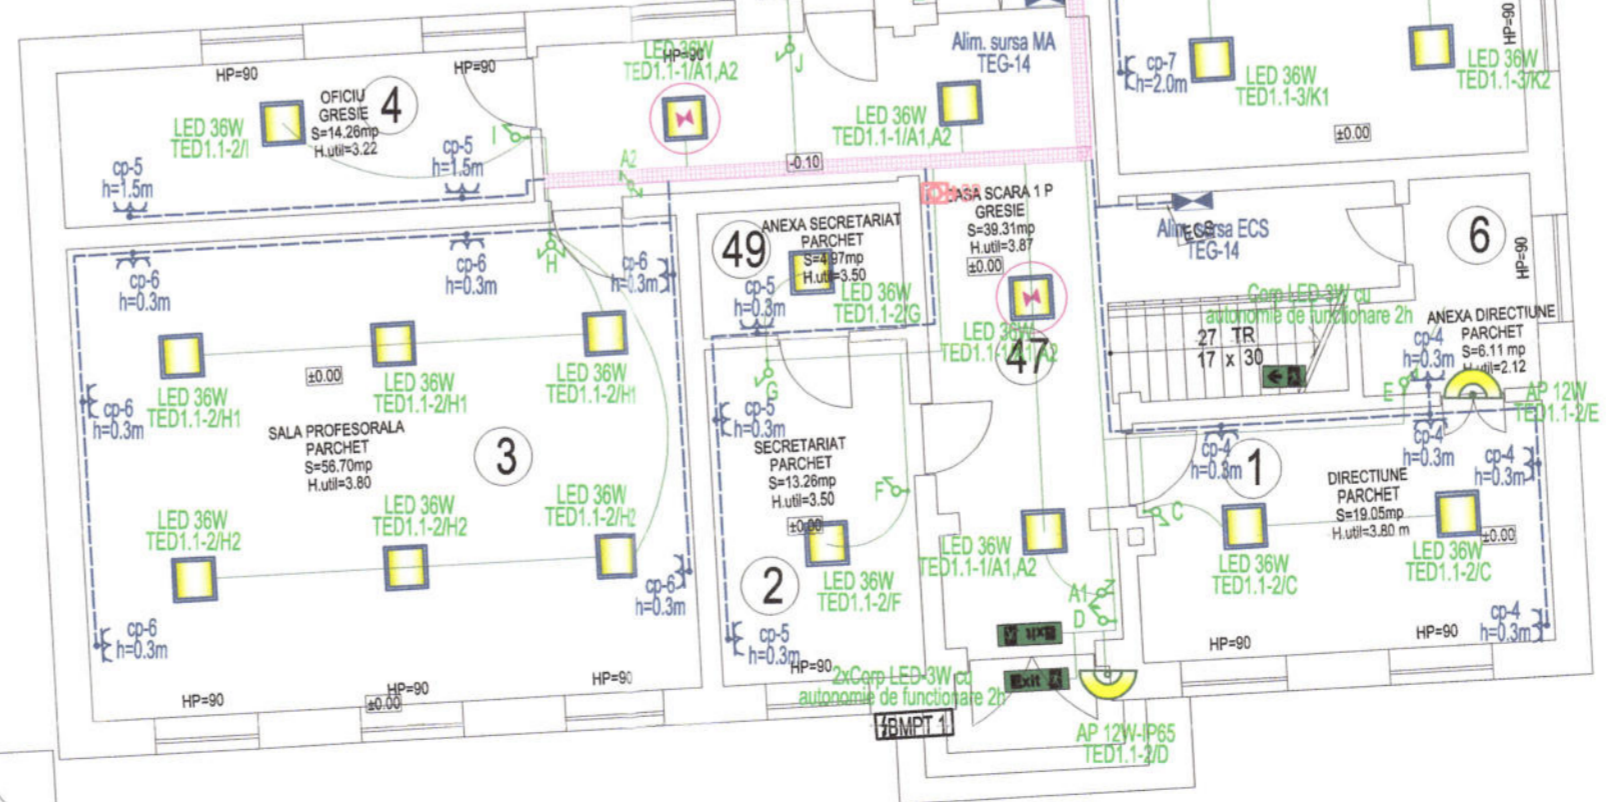 HP=90
HP=90
OFICIU
GRESIE
S=14.26mp
H.util=3.22
4
LED 36W
TED1.1-2/I
cp-5
h=1.5m
cp-5
h=1.5m
I
LED 36W
HP=90
TED1.1-1/A1,A2
J
A2
-0.10
Alim. sursa MA
TEG-14
LED 36W
TED1.1-1/A1,A2
cp-7
h=2.0m
LED 36W
TED1.1-3/K1
HP=90
LED 36W
TED1.1-3/K2
±0.00
cp-6
h=0.3m
cp-6
h=0.3m
H
cp-6
h=0.3m
49
ANEXA SECRETARIAT
PARCHET
S=4.97mp
H.util=3.50
cp-5
h=0.3m
LED 36W
TED1.1-2/G
CASA SCARA 1 P
GRESIE
S=39.31mp
H.util=3.87
±0.00
Alim. sursa ECS
ECS
TEG-14
6
HP=90
LED 36W
TED1.1-2/H1
LED 36W
TED1.1-2/H1
LED 36W
TED1.1-2/H1
±0.00
cp-6
h=0.3m
G
LED 36W
47
Corp LED-3W cu
autonomie de functionare 2h
27 TR
17 x 30
ANEXA DIRECTIUNE
PARCHET
S=6.11 mp
H.util=2.12
cp-4
h=0.3m
E
AP 12W
TED1.1-2/E
SALA PROFESORALA
PARCHET
S=56.70mp
H.util=3.80
3
cp-5
h=0.3m
SECRETARIAT
PARCHET
S=13.26mp
H.util=3.50
±0.00
F
cp-4
h=0.3m
1
cp-4
h=0.3m
cp-4
h=0.3m
DIRECTIUNE
PARCHET
S=19.05mp
H.util=3.80 m
±0.00
C
LED 36W
TED1.1-2/H2
LED 36W
TED1.1-2/H2
LED 36W
TED1.1-2/H2
2
LED 36W
TED1.1-2/F
LED 36W
TED1.1-1/A1,A2
A1
D
LED 36W
TED1.1-2/C
LED 36W
TED1.1-2/C
cp-6
h=0.3m
cp-6
h=0.3m
cp-5
h=0.3m
HP=90
Exit
Exit
HP=90
HP=90
cp-4
h=0.3m
HP=90
HP=90
±0.00
HP=90
2xCorp LED-3W cu
autonomie de functionare 2h
BMPT 1
AP 12W-IP65
TED1.1-2/D